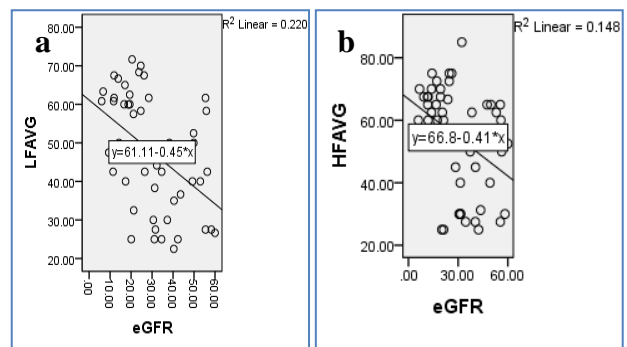 a
R² Linear = 0.220
80.00
70.00
60.00
50.00
40.00
30.00
20.00
LFAVG
y=61.11-0.45*x
.00
10.00
20.00
30.00
40.00
50.00
60.00
eGFR
b
R² Linear = 0.148
80.00
60.00
40.00
20.00
HFAVG
y=66.8-0.41*x
.00
30.00
60.00
eGFR